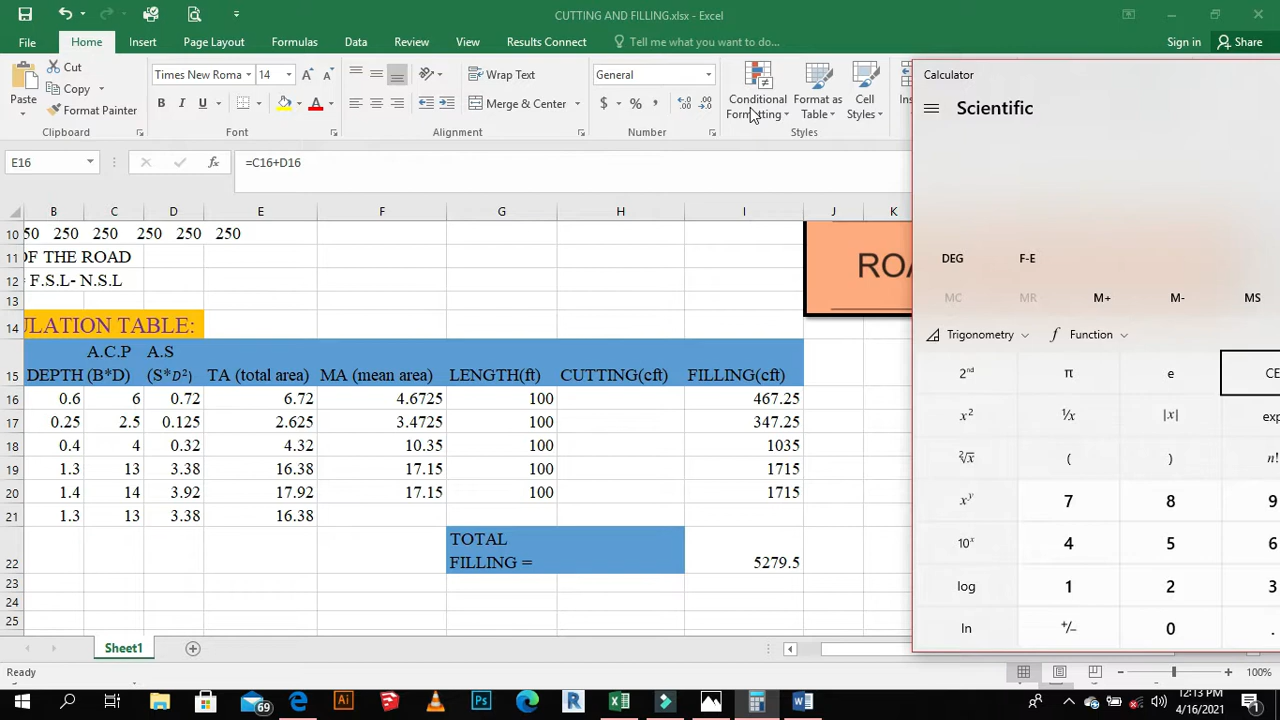 CUTTING AND FILLING.xlsx - Excel
File Home Insert Page Layout Formulas Data Review View Results Connect Tell me what you want to do... Sign in Share
Paste Cut Copy Format Painter
Clipboard
Times New Roma 14 A A
B I U A
Font
Wrap Text
Merge & Center
Alignment
General
$ % ,
Number
Conditional Formatting
Format as Table
Cell Styles
Styles
E16 fx =C16+D16
B C D E F G H I J K
10 50 250 250 250 250 250
11 OF THE ROAD
12 F.S.L- N.S.L
13
14 ULATION TABLE:
A.C.P A.S
15 DEPTH (B*D) (S*D²) TA (total area) MA (mean area) LENGTH(ft) CUTTING(cft) FILLING(cft)
16 0.6 6 0.72 6.72 4.6725 100 467.25
17 0.25 2.5 0.125 2.625 3.4725 100 347.25
18 0.4 4 0.32 4.32 10.35 100 1035
19 1.3 13 3.38 16.38 17.15 100 1715
20 1.4 14 3.92 17.92 17.15 100 1715
21 1.3 13 3.38 16.38
TOTAL
22 FILLING = 5279.5
23
24
25
Sheet1
Ready 100%
Calculator
Scientific
DEG F-E
MC MR M+ M- MS
Trigonometry Function
2nd π e CE
x² ⅟x |x| exp
²√x ( ) n!
xʸ 7 8 9
10ˣ 4 5 6
log 1 2 3
ln +/- 0 .
69
12:13 PM
4/16/2021
1